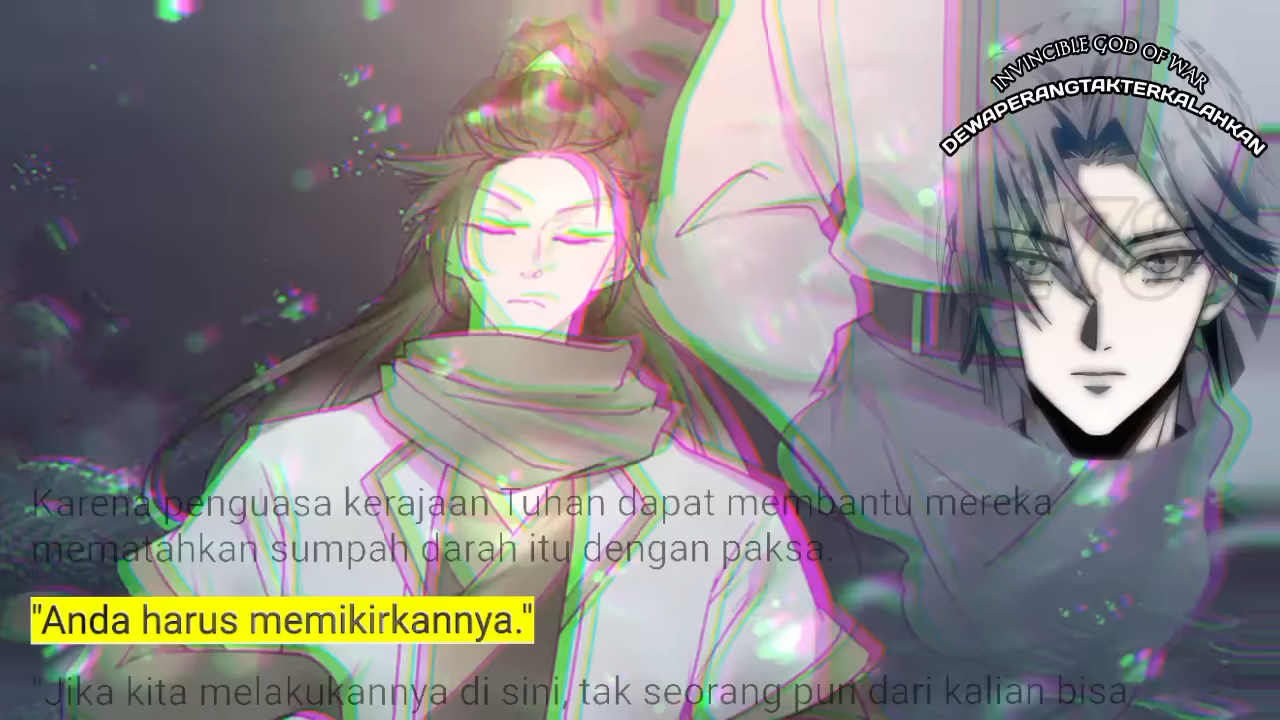 INVINCIBLE GOD OF WAR
DEWAPERANGTAKTERKALAHKAN
Karena penguasa kerajaan Tuhan dapat membantu mereka
mematahkan sumpah darah itu dengan paksa.
"Anda harus memikirkannya."
"Jika kita melakukannya di sini, tak seorang pun dari kalian bisa